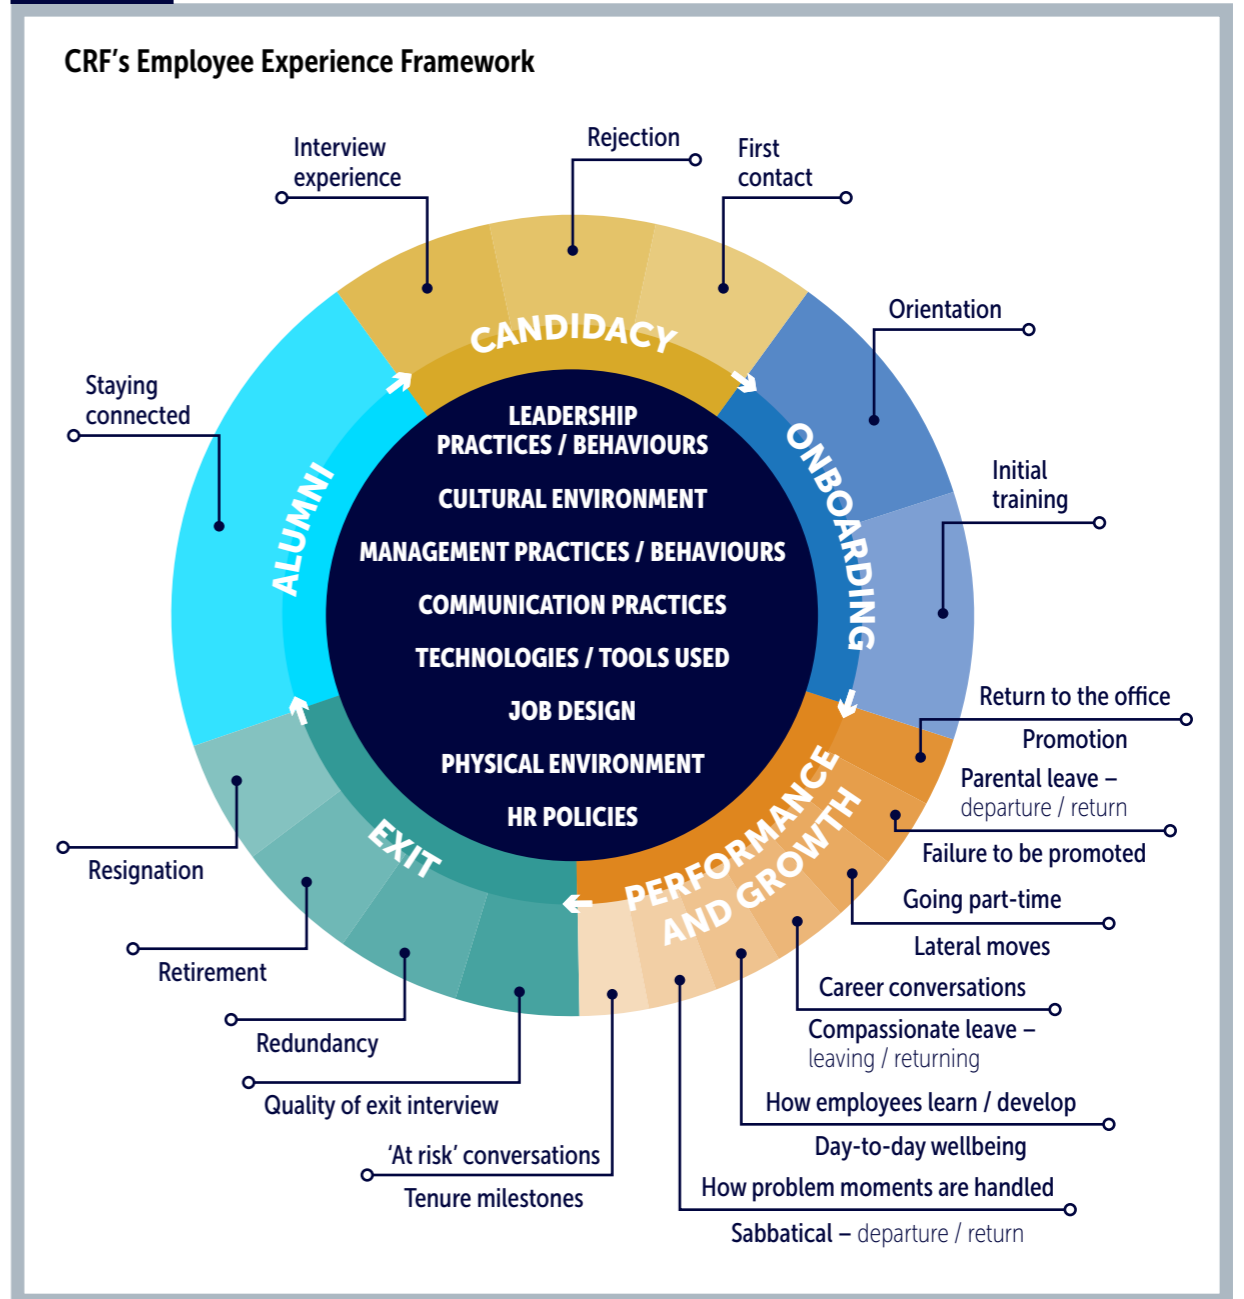 CRF's Employee Experience Framework
Interview
experience
Rejection
First
contact
Orientation
Initial
training
Return to the office
Promotion
Parental leave –
departure / return
Failure to be promoted
Going part-time
Lateral moves
Career conversations
Compassionate leave –
leaving / returning
How employees learn / develop
Day-to-day wellbeing
How problem moments are handled
Sabbatical – departure / return
'At risk' conversations
Tenure milestones
Quality of exit interview
Redundancy
Retirement
Resignation
Staying
connected
CANDIDACY
ONBOARDING
PERFORMANCE
AND GROWTH
EXIT
ALUMNI
LEADERSHIP
PRACTICES / BEHAVIOURS
CULTURAL ENVIRONMENT
MANAGEMENT PRACTICES / BEHAVIOURS
COMMUNICATION PRACTICES
TECHNOLOGIES / TOOLS USED
JOB DESIGN
PHYSICAL ENVIRONMENT
HR POLICIES